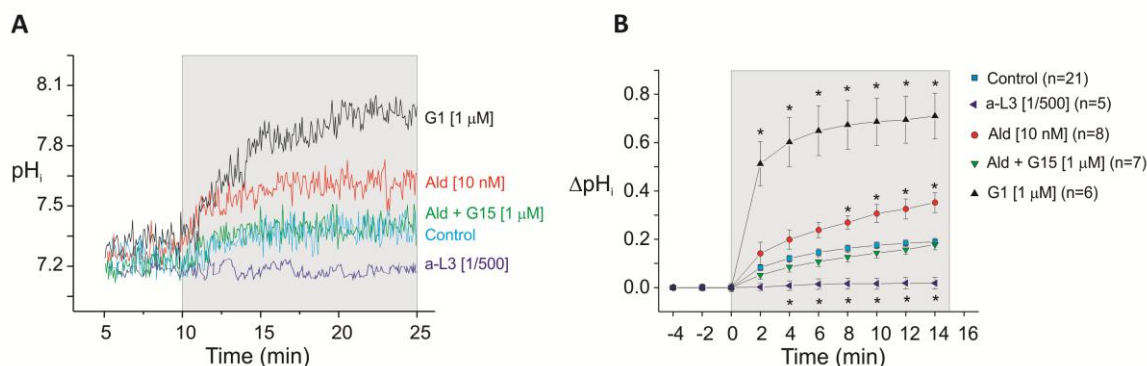 A
8.1
7.8
7.5
7.2
pHi
G1 [1 µM]
Ald [10 nM]
Ald + G15 [1 µM]
Control
a-L3 [1/500]
5 10 15 20 25
Time (min)
B
0.8
0.6
0.4
0.2
0.0
ΔpHi
* * * * * * *
* * * *
* * * * * *
-4 -2 0 2 4 6 8 10 12 14 16
Time (min)
Control (n=21)
a-L3 [1/500] (n=5)
Ald [10 nM] (n=8)
Ald + G15 [1 µM] (n=7)
G1 [1 µM] (n=6)